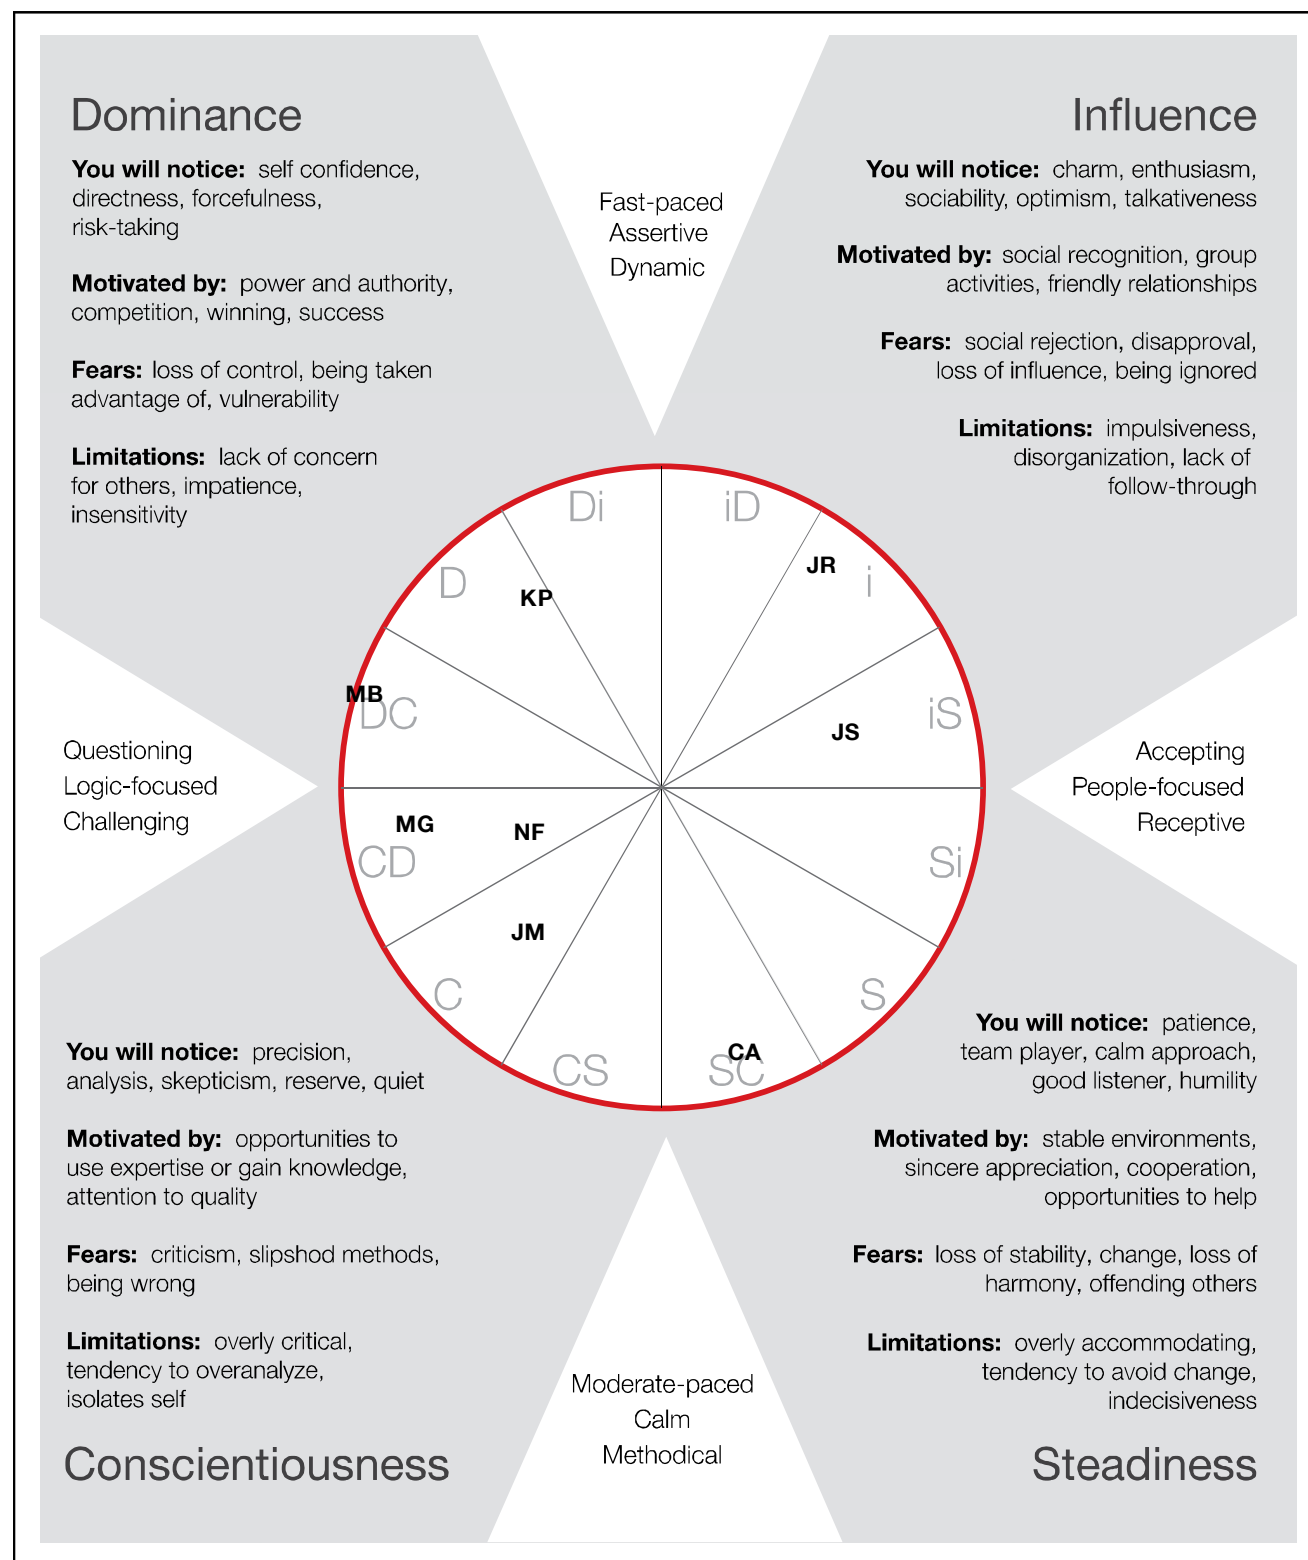 Dominance
You will notice: self confidence,
directness, forcefulness,
risk-taking
Motivated by: power and authority,
competition, winning, success
Fears: loss of control, being taken
advantage of, vulnerability
Limitations: lack of concern
for others, impatience,
insensitivity
Fast-paced
Assertive
Dynamic
Influence
You will notice: charm, enthusiasm,
sociability, optimism, talkativeness
Motivated by: social recognition, group
activities, friendly relationships
Fears: social rejection, disapproval,
loss of influence, being ignored
Limitations: impulsiveness,
disorganization, lack of
follow-through
Di
iD
JR
i
D
KP
MB
DC
iS
JS
Questioning
Logic-focused
Challenging
Accepting
People-focused
Receptive
MG
NF
CD
Si
JM
C
S
CA
CS
SC
You will notice: precision,
analysis, skepticism, reserve, quiet
Motivated by: opportunities to
use expertise or gain knowledge,
attention to quality
Fears: criticism, slipshod methods,
being wrong
Limitations: overly critical,
tendency to overanalyze,
isolates self
Conscientiousness
Moderate-paced
Calm
Methodical
You will notice: patience,
team player, calm approach,
good listener, humility
Motivated by: stable environments,
sincere appreciation, cooperation,
opportunities to help
Fears: loss of stability, change, loss of
harmony, offending others
Limitations: overly accommodating,
tendency to avoid change,
indecisiveness
Steadiness